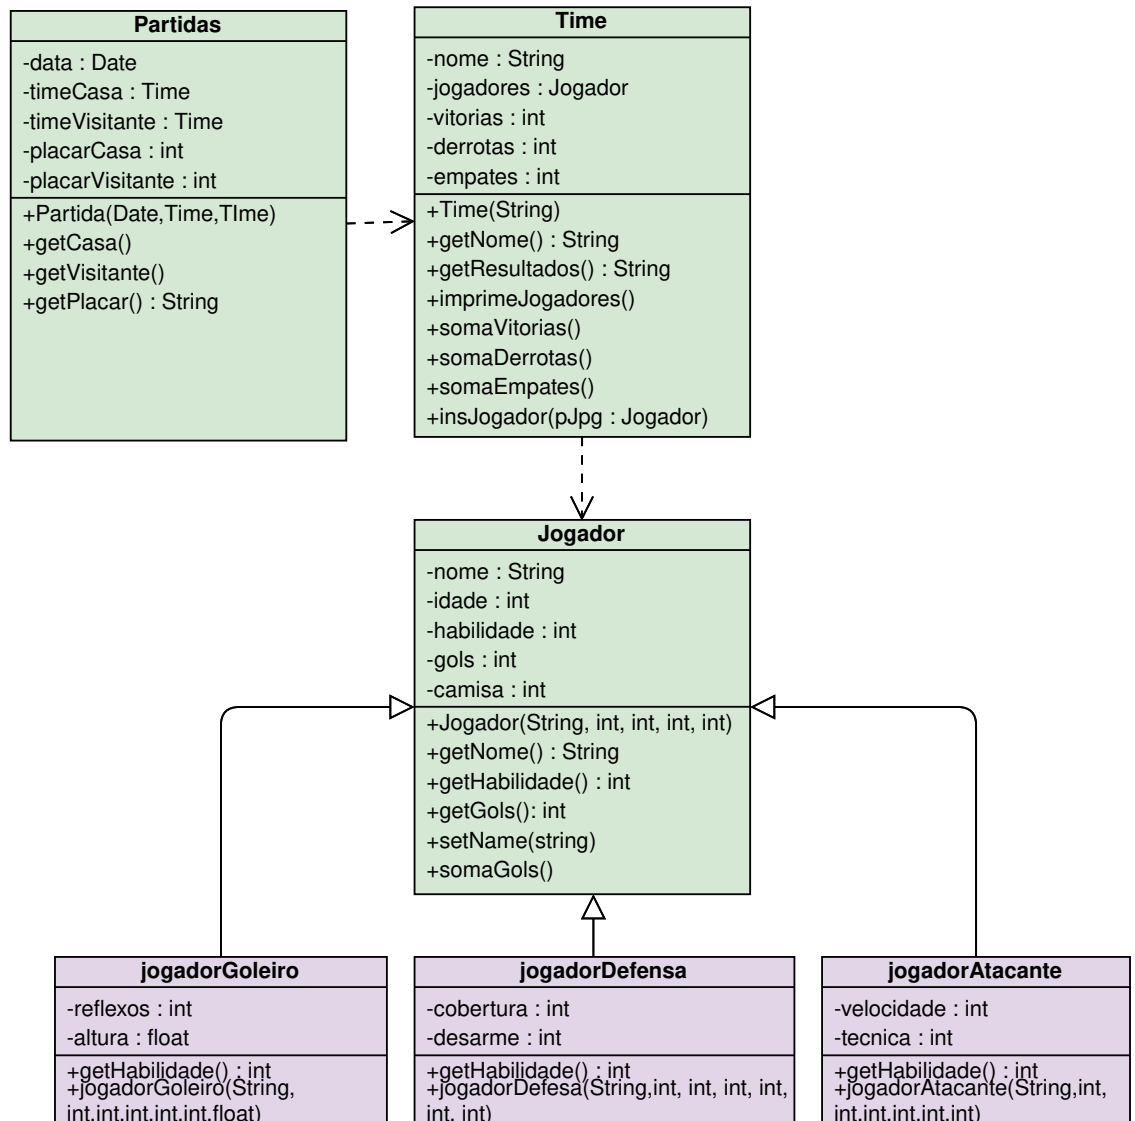 Partidas
-data : Date
-timeCasa : Time
-timeVisitante : Time
-placarCasa : int
-placarVisitante : int
+Partida(Date,Time,TIme)
+getCasa()
+getVisitante()
+getPlacar() : String
Time
-nome : String
-jogadores : Jogador
-vitorias : int
-derrotas : int
-empates : int
+Time(String)
+getNome() : String
+getResultados() : String
+imprimeJogadores()
+somaVitorias()
+somaDerrotas()
+somaEmpates()
+insJogador(pJpg : Jogador)
Jogador
-nome : String
-idade : int
-habilidade : int
-gols : int
-camisa : int
+Jogador(String, int, int, int, int)
+getNome() : String
+getHabilidade() : int
+getGols(): int
+setName(string)
+somaGols()
jogadorGoleiro
-reflexos : int
-altura : float
+getHabilidade() : int
+jogadorGoleiro(String,
int,int,int,int,int,float)
jogadorDefensa
-cobertura : int
-desarme : int
+getHabilidade() : int
+jogadorDefesa(String,int, int, int, int,
int, int)
jogadorAtacante
-velocidade : int
-tecnica : int
+getHabilidade() : int
+jogadorAtacante(String,int,
int,int,int,int,int)